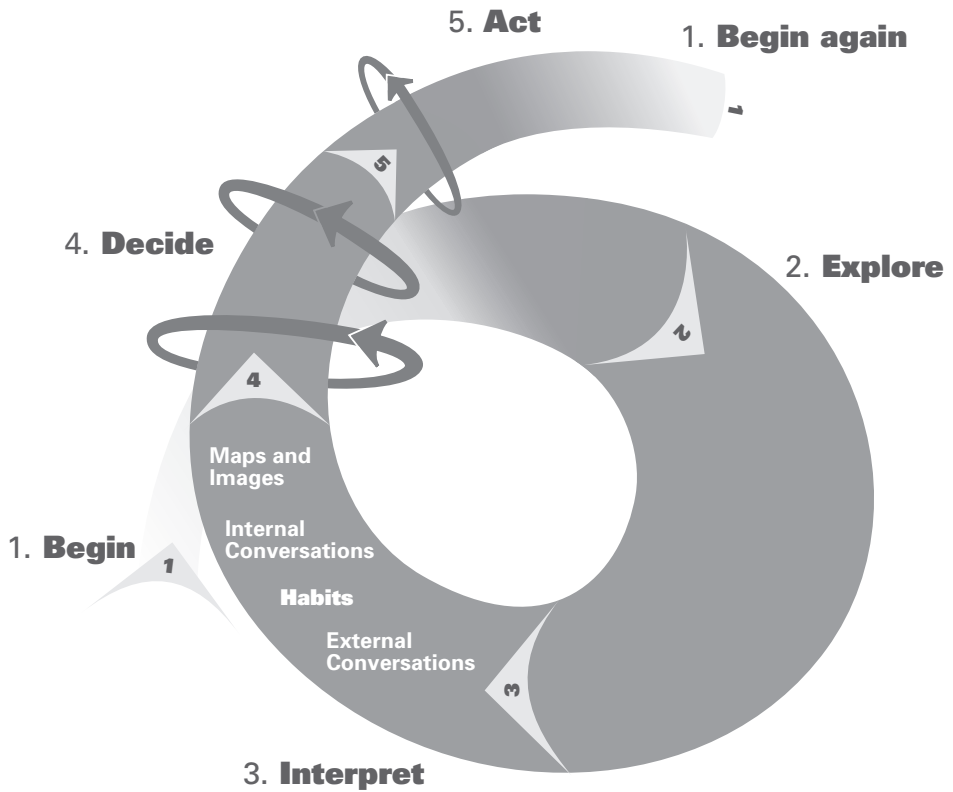 5. Act
1. Begin again
1
5
4. Decide
2. Explore
2
4
Maps and
Images
Internal
Conversations
1. Begin
1
Habits
External
Conversations
3
3. Interpret